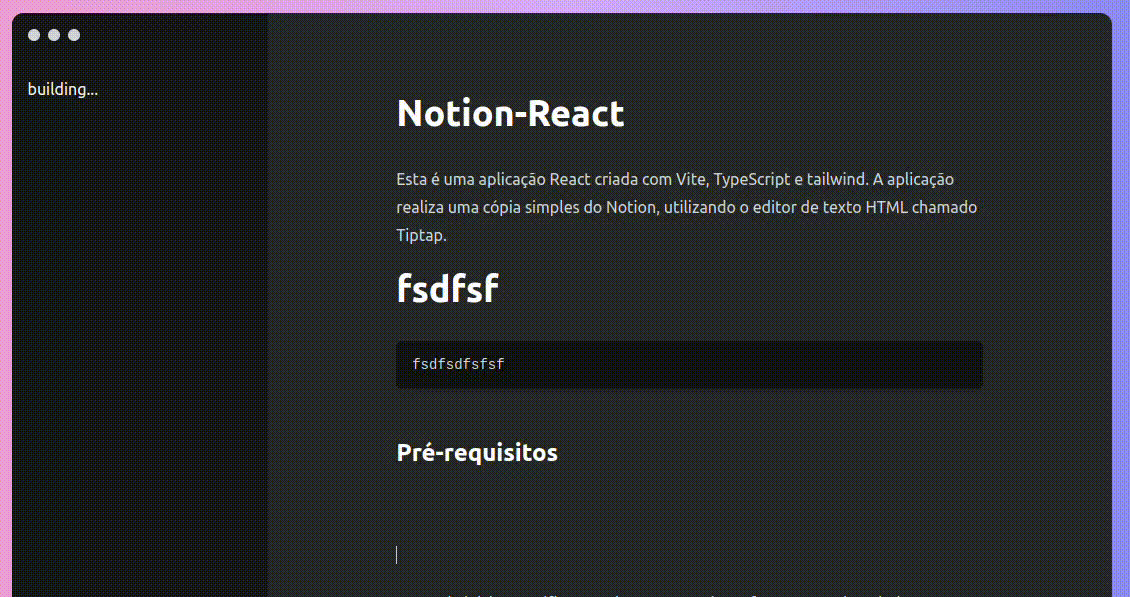 building...
Notion-React
Esta é uma aplicação React criada com Vite, TypeScript e tailwind. A aplicação
realiza uma cópia simples do Notion, utilizando o editor de texto HTML chamado
Tiptap.
fsdfsf
fsdfsdfsfsf
Pré-requisitos